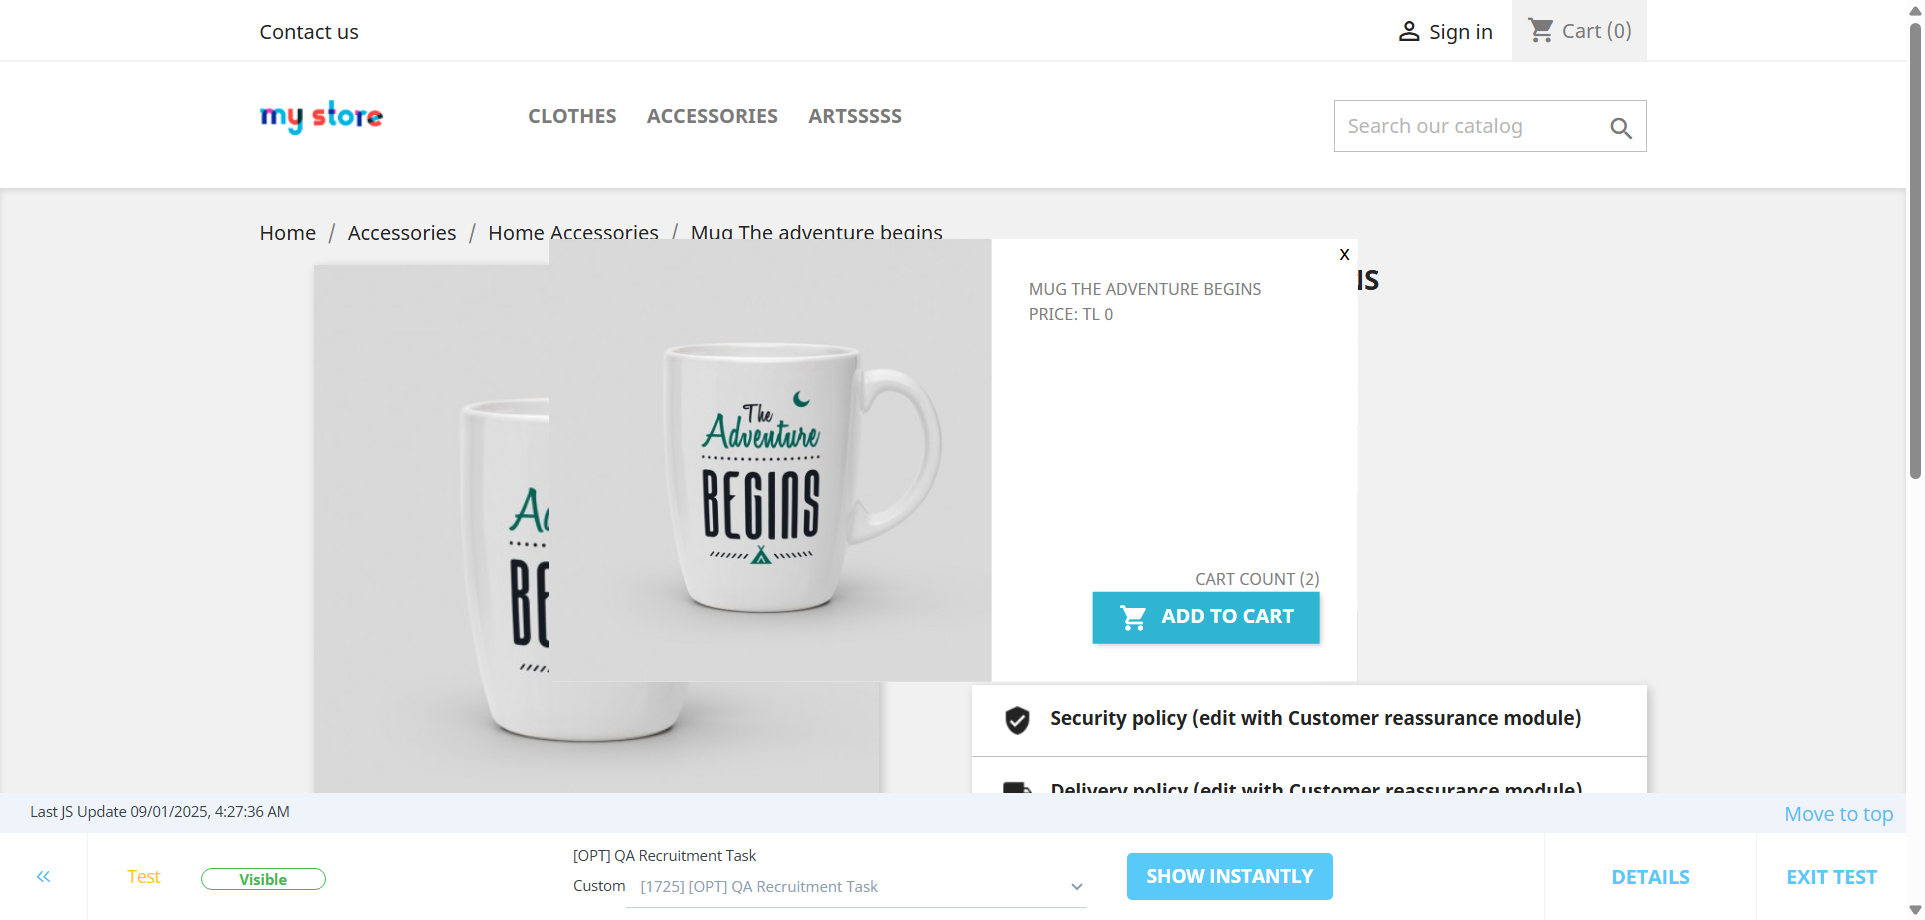 Contact us
Sign in
Cart (0)
my store
CLOTHES
ACCESSORIES
ARTSSSSS
Search our catalog
Home / Accessories / Home Accessories / Mug The adventure begins
x
NS
MUG THE ADVENTURE BEGINS
PRICE: TL 0
The
Adventure
BEGINS
Ad
BE
CART COUNT (2)
ADD TO CART
Security policy (edit with Customer reassurance module)
Delivery policy (edit with Customer reassurance module)
Last JS Update 09/01/2025, 4:27:36 AM
Move to top
«
Test
Visible
[OPT] QA Recruitment Task
Custom
[1725] [OPT] QA Recruitment Task
SHOW INSTANTLY
DETAILS
EXIT TEST